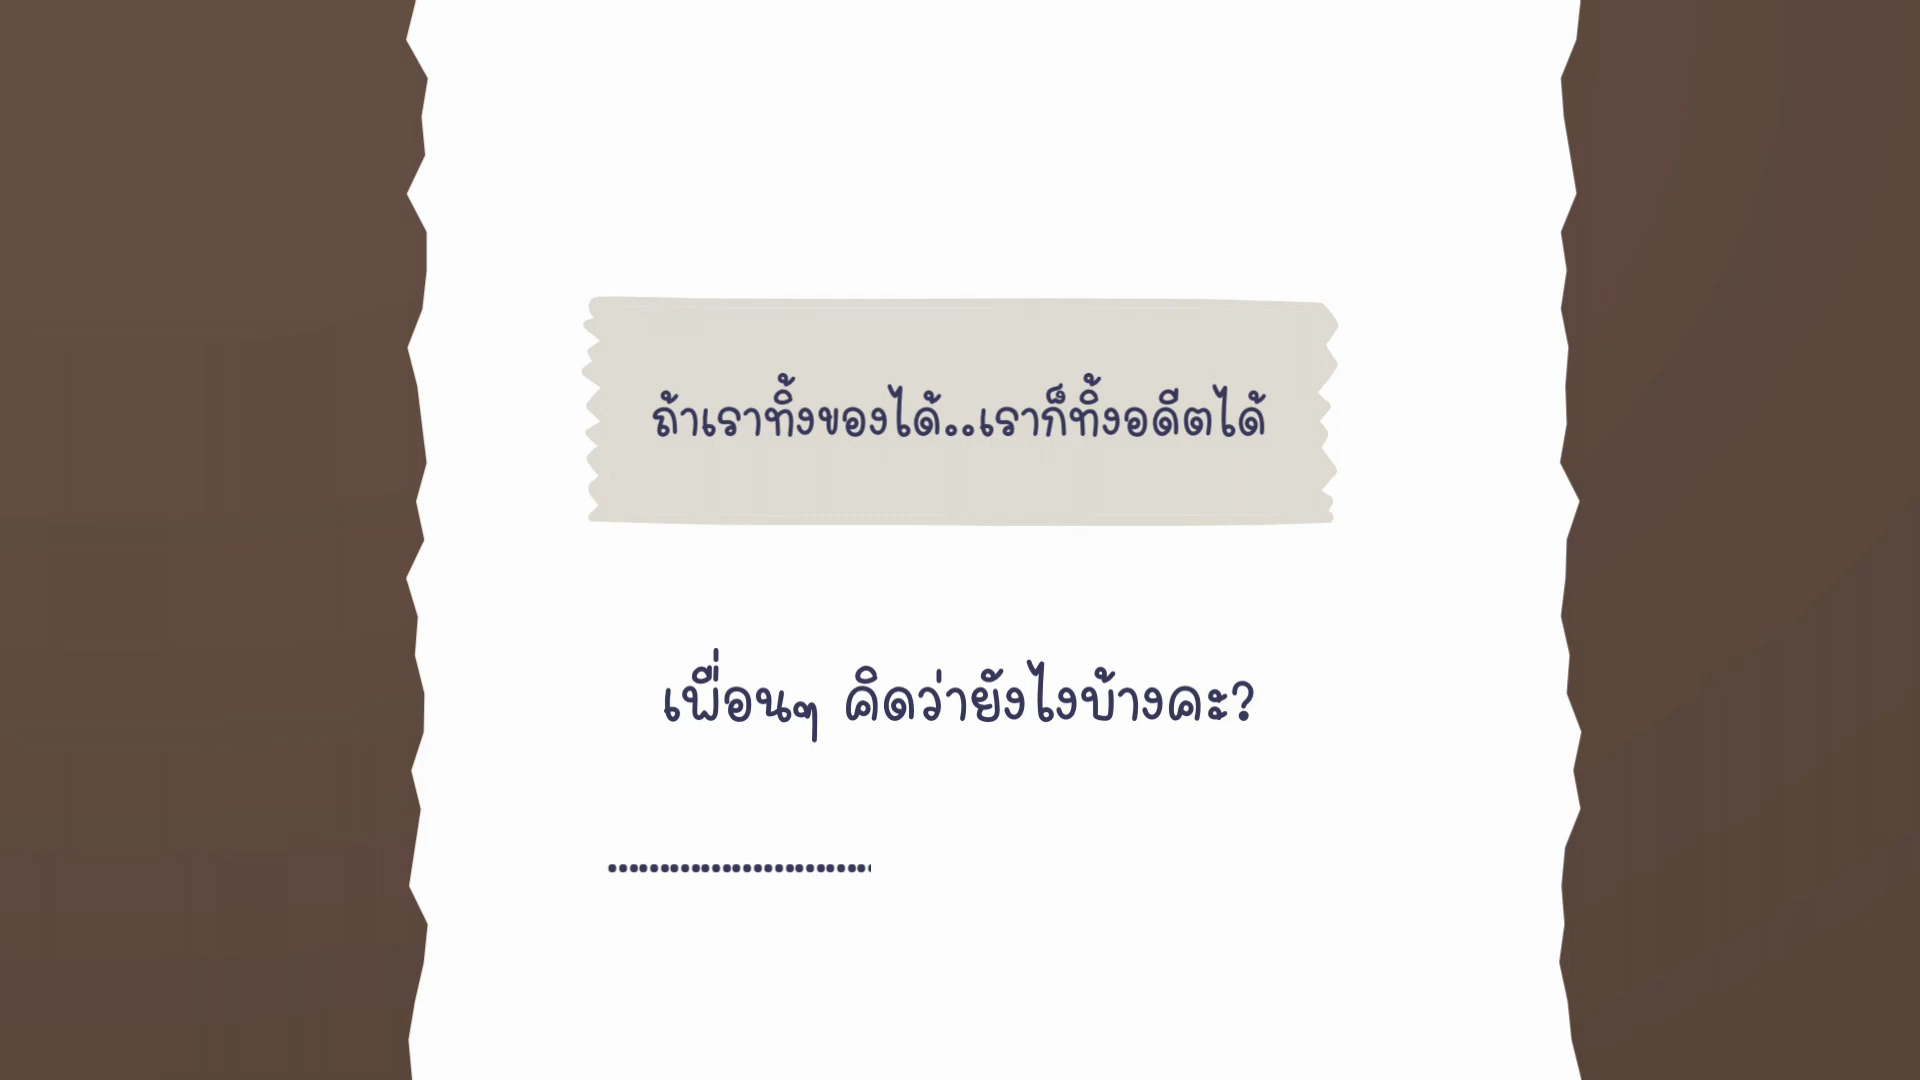 ถ้าเราทิ้งของได้..เราก็ทิ้งอดีตได้
เพื่อนๆ คิดว่ายังไงบ้างคะ?